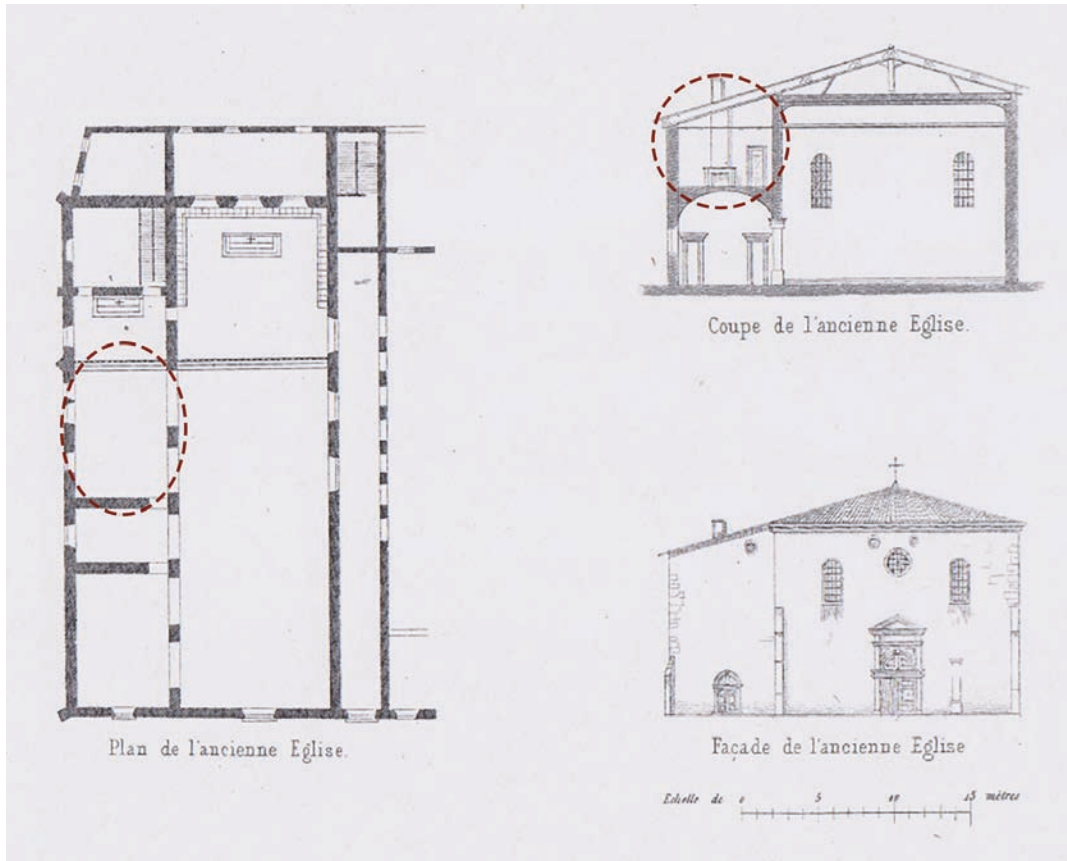 Coupe de l'ancienne Eglise.
Plan de l'ancienne Eglise.
Façade de l'ancienne Eglise
Echelle de 0 5 10 15 mètres